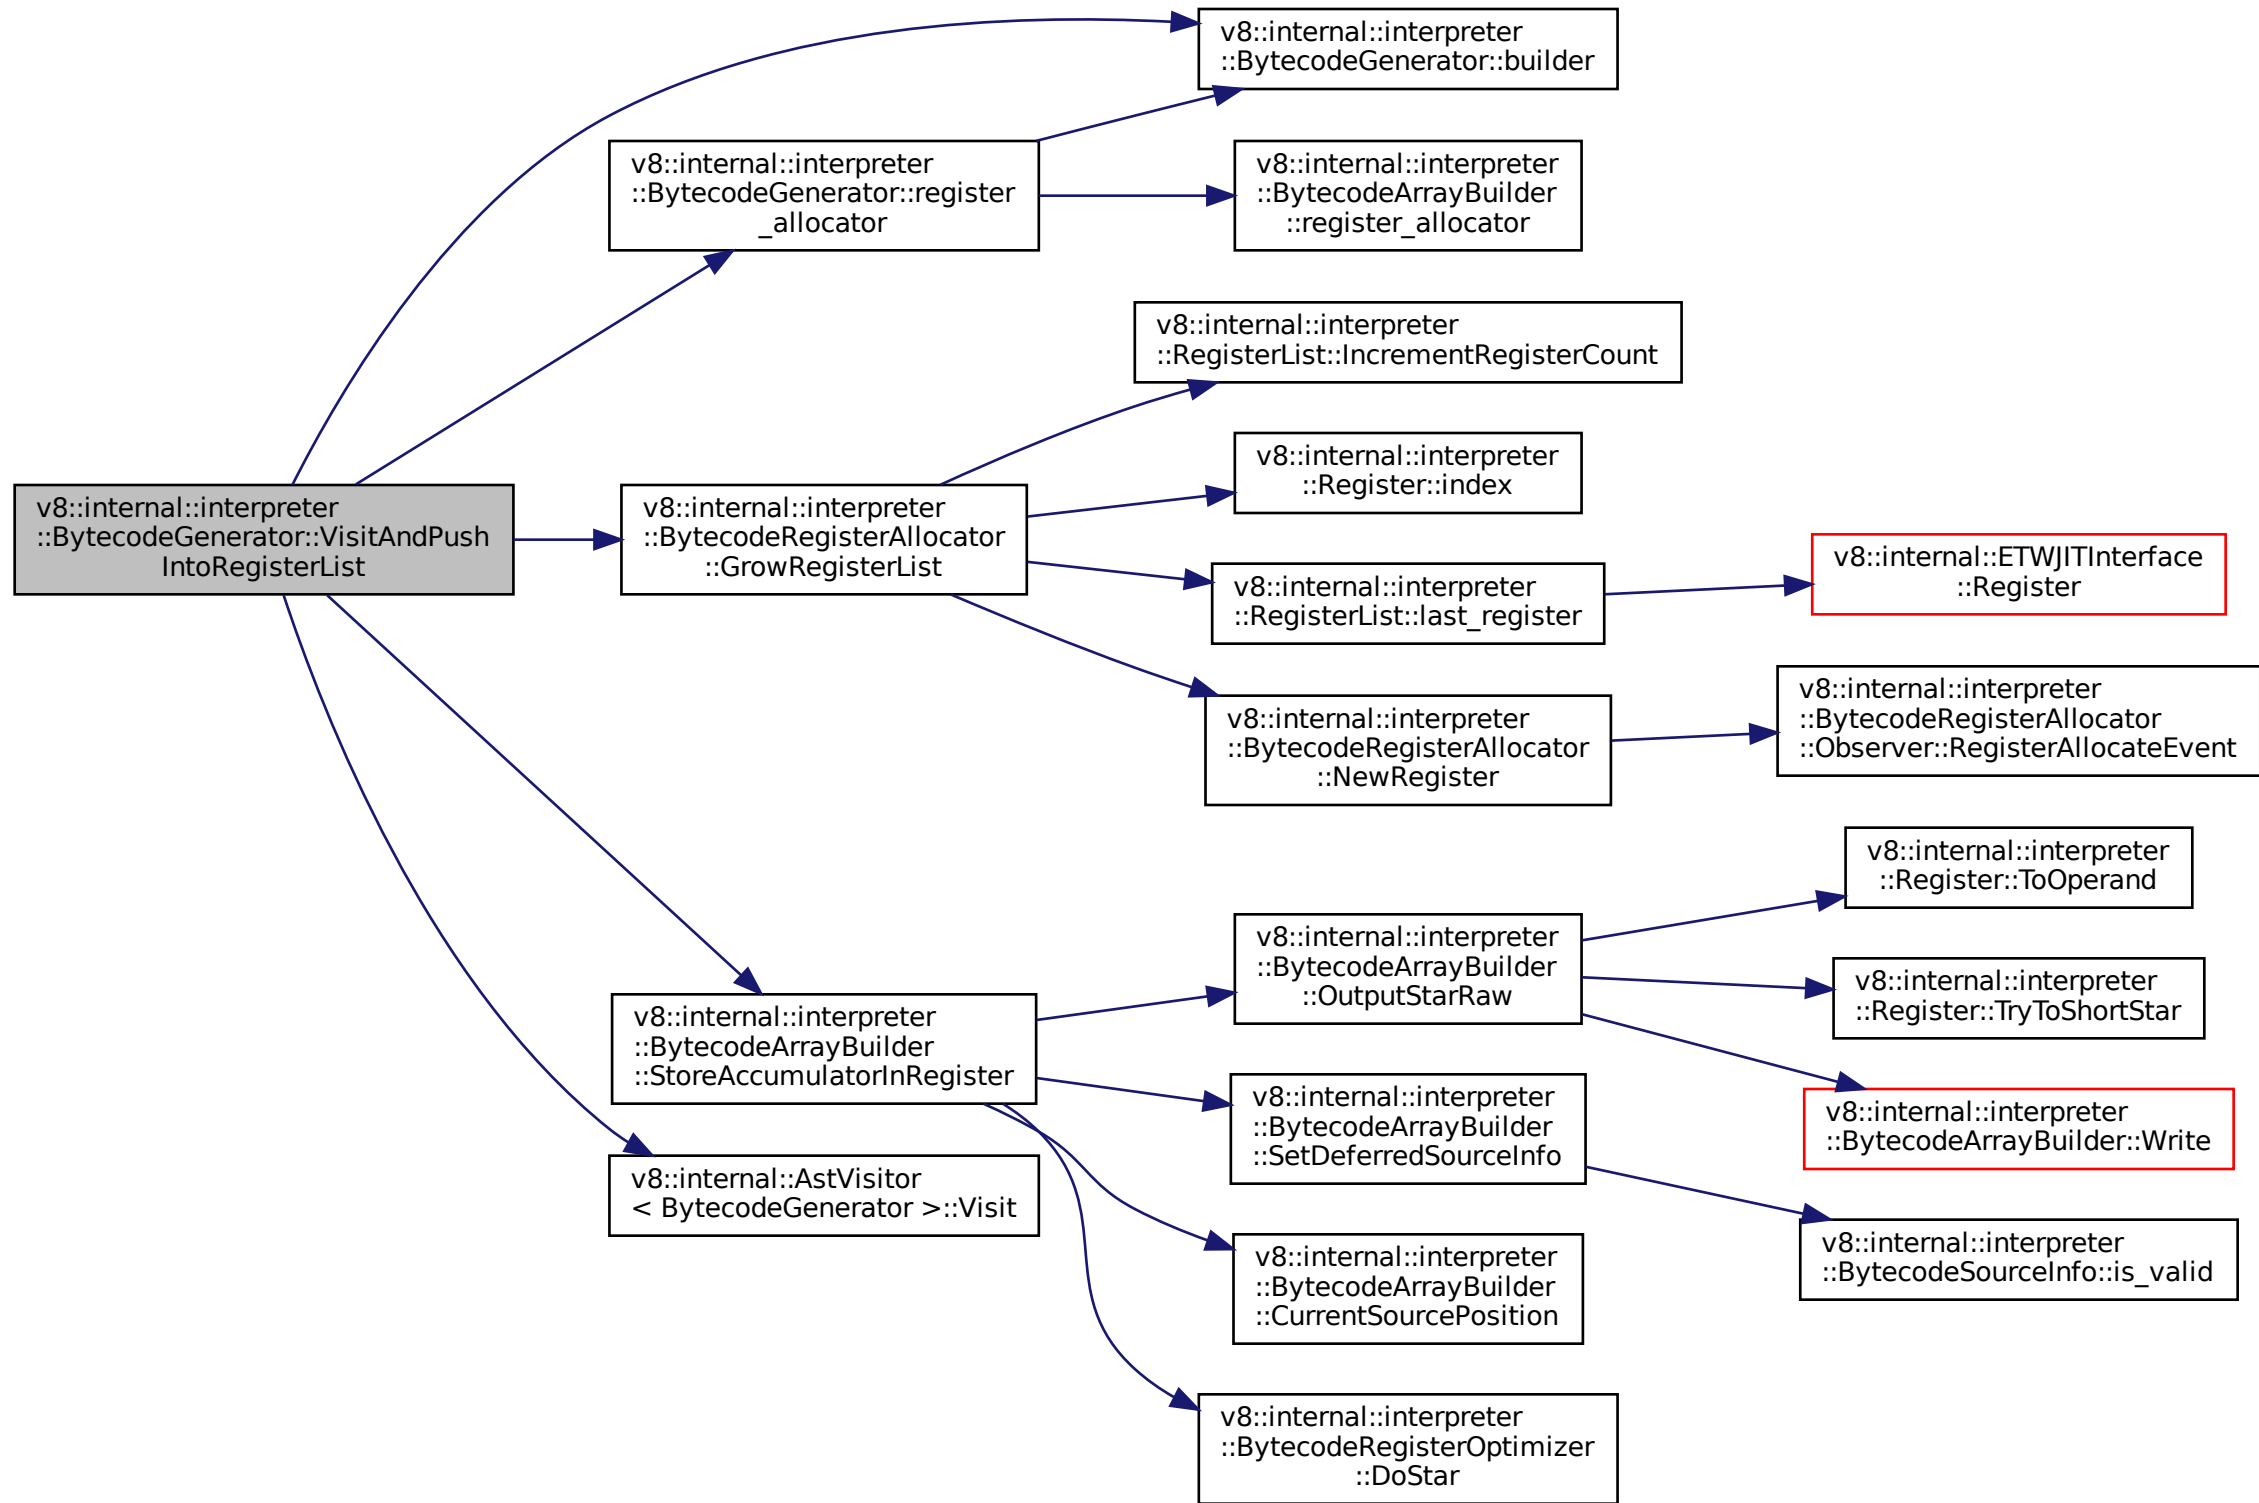 v8::internal::interpreter
::BytecodeGenerator::VisitAndPush
IntoRegisterList
v8::internal::interpreter
::BytecodeGenerator::builder
v8::internal::interpreter
::BytecodeGenerator::register
_allocator
v8::internal::interpreter
::BytecodeArrayBuilder
::register_allocator
v8::internal::interpreter
::BytecodeRegisterAllocator
::GrowRegisterList
v8::internal::interpreter
::RegisterList::IncrementRegisterCount
v8::internal::interpreter
::Register::index
v8::internal::interpreter
::RegisterList::last_register
v8::internal::ETWJITInterface
::Register
v8::internal::interpreter
::BytecodeRegisterAllocator
::NewRegister
v8::internal::interpreter
::BytecodeRegisterAllocator
::Observer::RegisterAllocateEvent
v8::internal::interpreter
::BytecodeArrayBuilder
::StoreAccumulatorInRegister
v8::internal::interpreter
::BytecodeArrayBuilder
::OutputStarRaw
v8::internal::interpreter
::Register::ToOperand
v8::internal::interpreter
::Register::TryToShortStar
v8::internal::interpreter
::BytecodeArrayBuilder::Write
v8::internal::interpreter
::BytecodeArrayBuilder
::SetDeferredSourceInfo
v8::internal::interpreter
::BytecodeSourceInfo::is_valid
v8::internal::interpreter
::BytecodeArrayBuilder
::CurrentSourcePosition
v8::internal::interpreter
::BytecodeRegisterOptimizer
::DoStar
v8::internal::AstVisitor
< BytecodeGenerator >::Visit